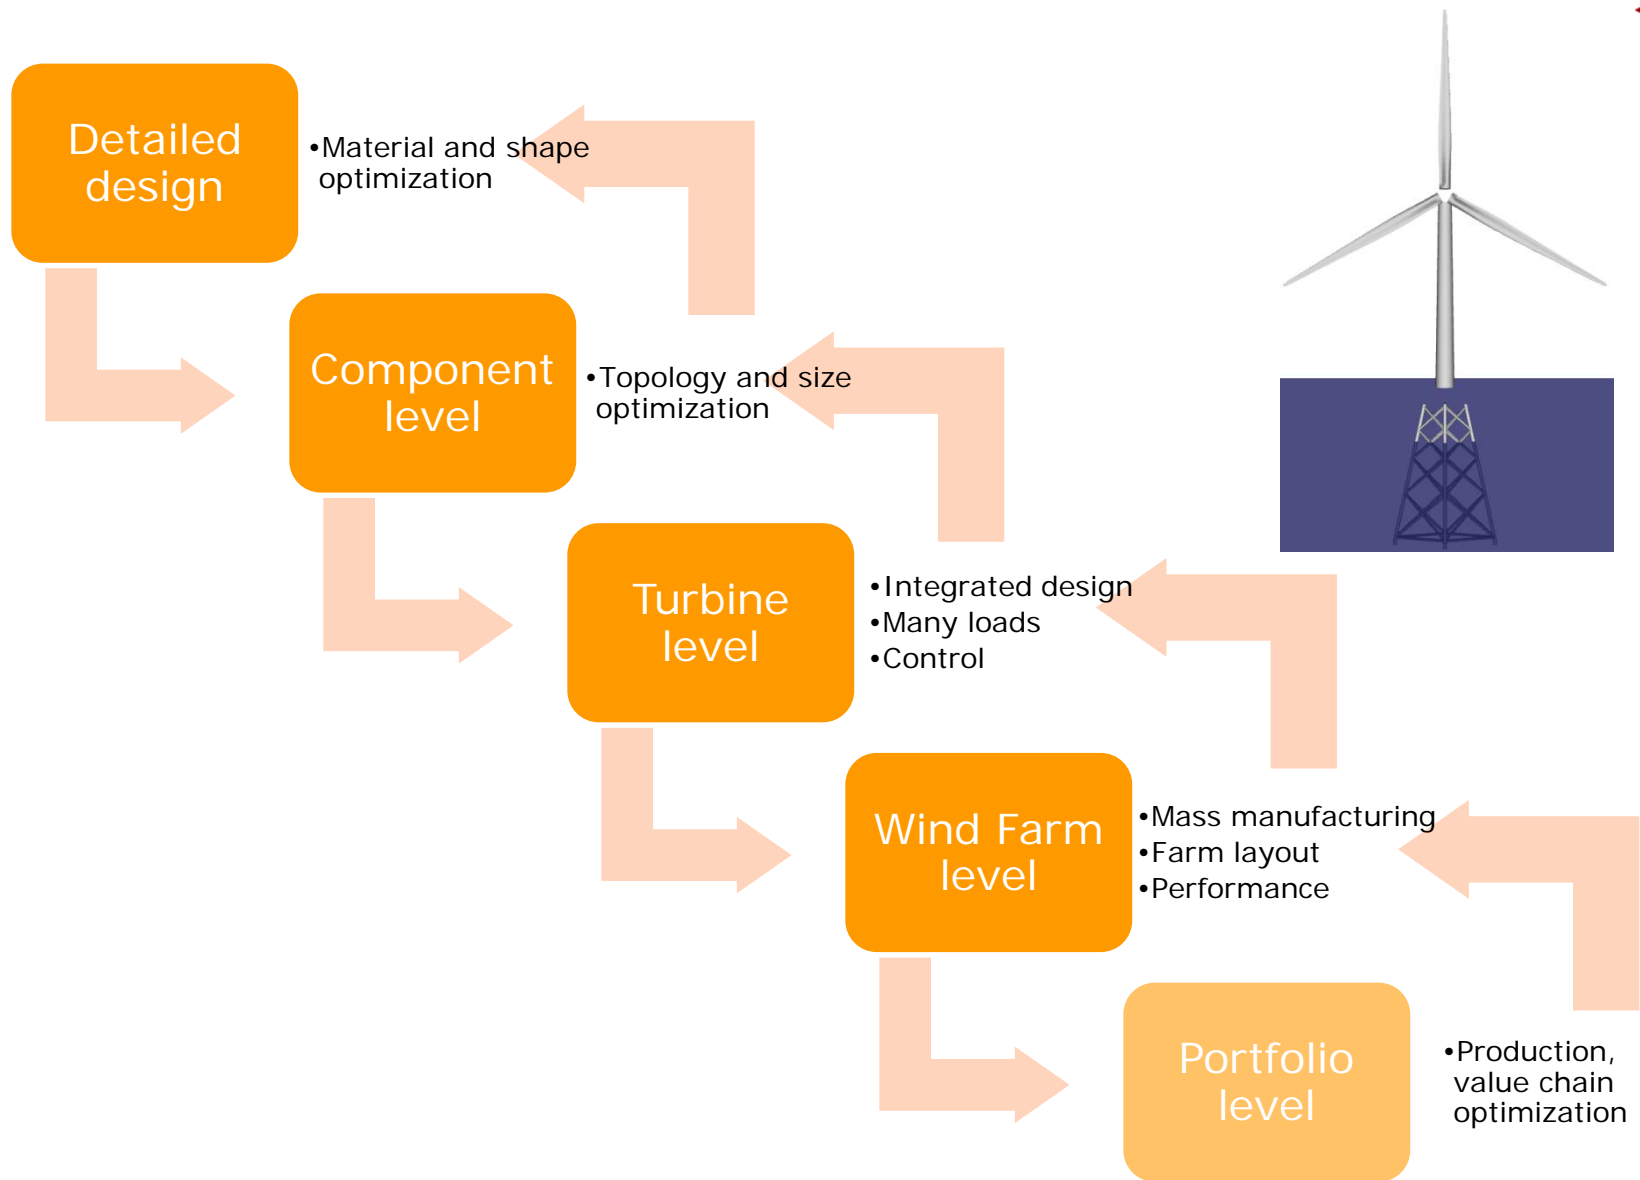 Detailed
design
•Material and shape
optimization
Component
level
•Topology and size
optimization
Turbine
level
•Integrated design
•Many loads
•Control
Wind Farm
level
•Mass manufacturing
•Farm layout
•Performance
Portfolio
level
•Production,
value chain
optimization